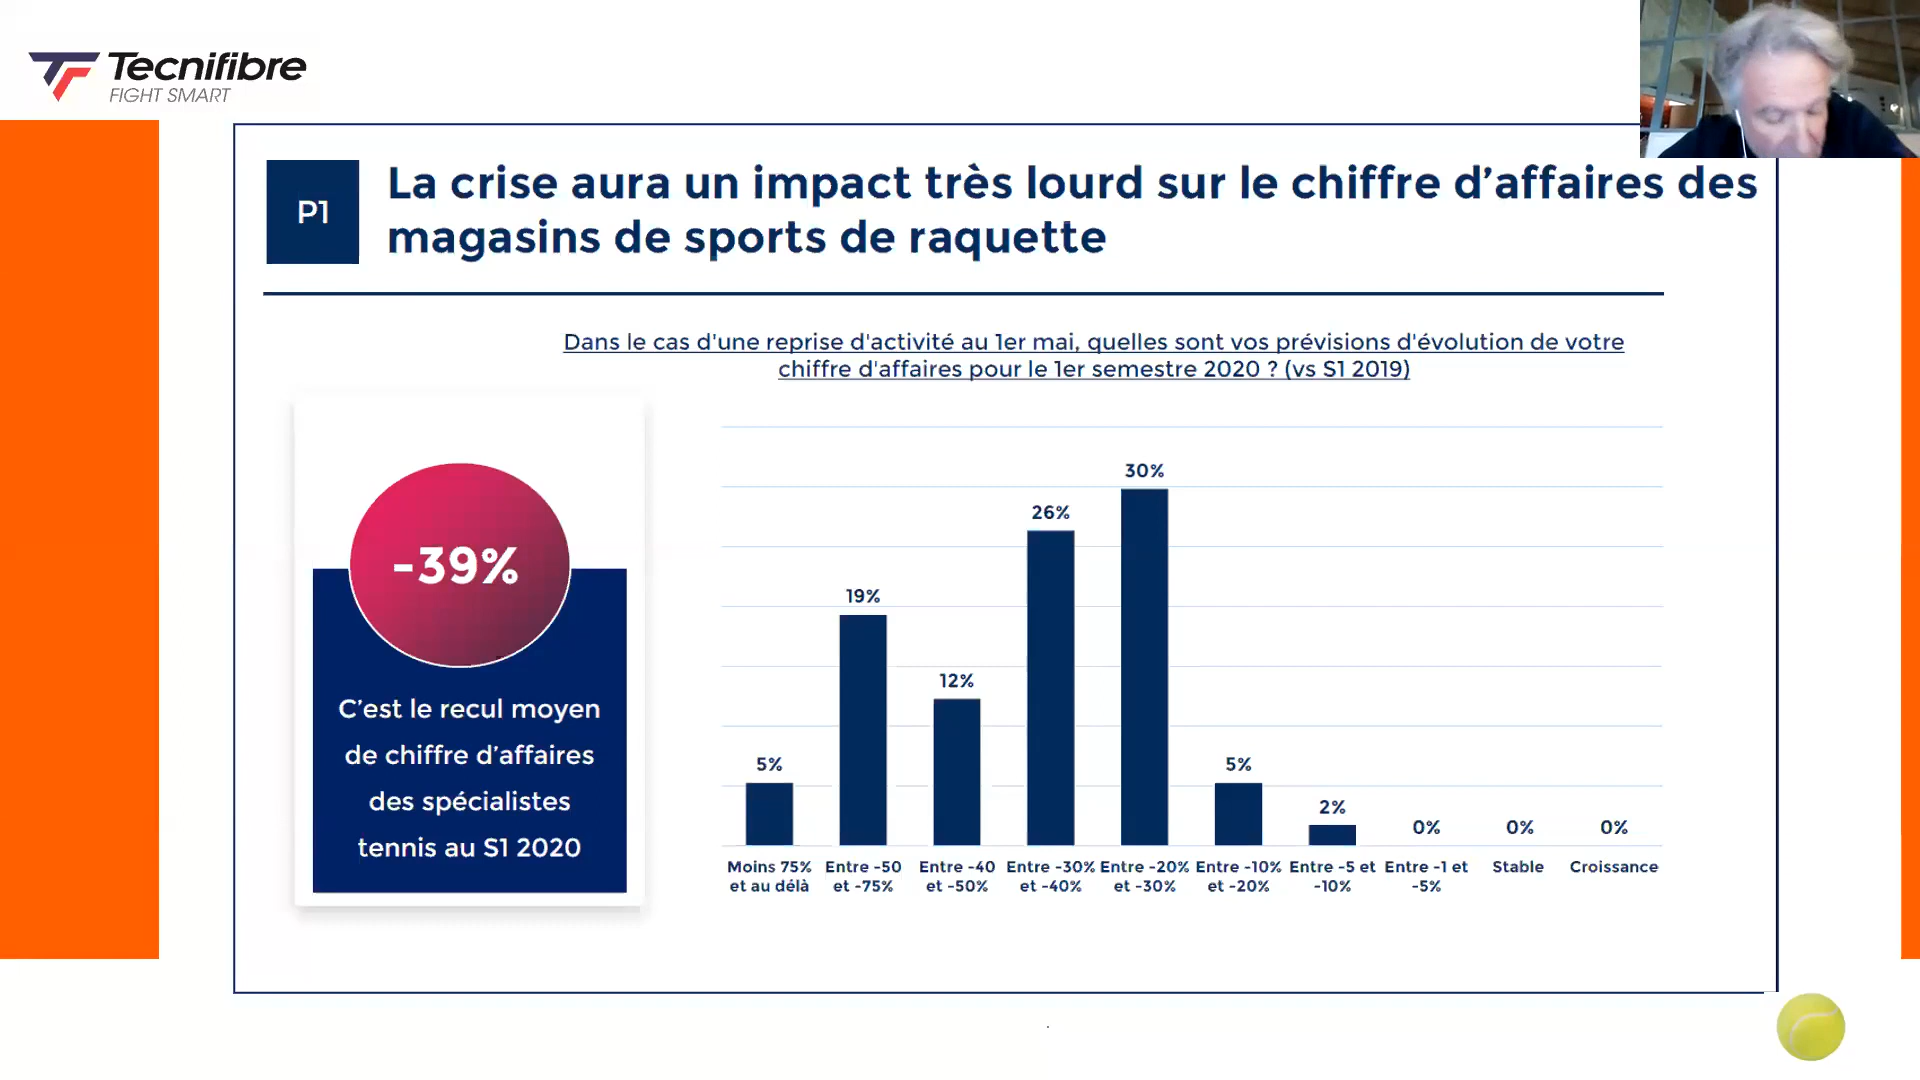 Tecnifibre
FIGHT SMART
P1
La crise aura un impact très lourd sur le chiffre d’affaires des
magasins de sports de raquette
Dans le cas d'une reprise d'activité au 1er mai, quelles sont vos prévisions d'évolution de votre
chiffre d'affaires pour le 1er semestre 2020 ? (vs S1 2019)
-39%
C’est le recul moyen
de chiffre d’affaires
des spécialistes
tennis au S1 2020
5%
19%
12%
26%
30%
5%
2%
0%
0%
0%
Moins 75%
et au délà
Entre -50
et -75%
Entre -40
et -50%
Entre -30%
et -40%
Entre -20%
et -30%
Entre -10%
et -20%
Entre -5 et
-10%
Entre -1 et
-5%
Stable
Croissance